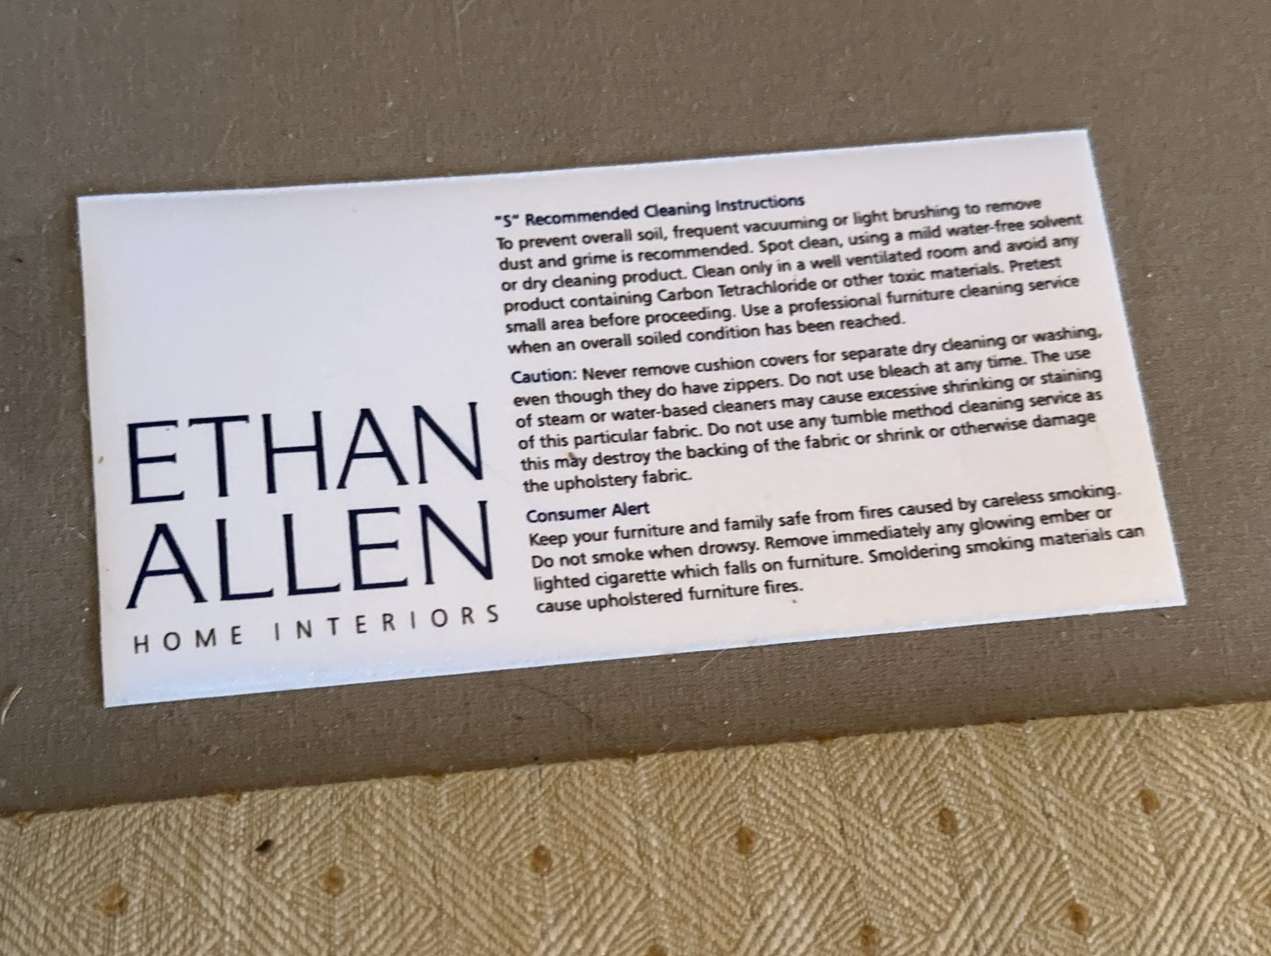 ETHAN
ALLEN
HOME INTERIORS
"S" Recommended Cleaning Instructions
To prevent overall soil, frequent vacuuming or light brushing to remove
dust and grime is recommended. Spot clean, using a mild water-free solvent
or dry cleaning product. Clean only in a well ventilated room and avoid any
product containing Carbon Tetrachloride or other toxic materials. Pretest
small area before proceeding. Use a professional furniture cleaning service
when an overall soiled condition has been reached.
Caution: Never remove cushion covers for separate dry cleaning or washing,
even though they do have zippers. Do not use bleach at any time. The use
of steam or water-based cleaners may cause excessive shrinking or staining
of this particular fabric. Do not use any tumble method cleaning service as
this may destroy the backing of the fabric or shrink or otherwise damage
the upholstery fabric.
Consumer Alert
Keep your furniture and family safe from fires caused by careless smoking.
Do not smoke when drowsy. Remove immediately any glowing ember or
lighted cigarette which falls on furniture. Smoldering smoking materials can
cause upholstered furniture fires.